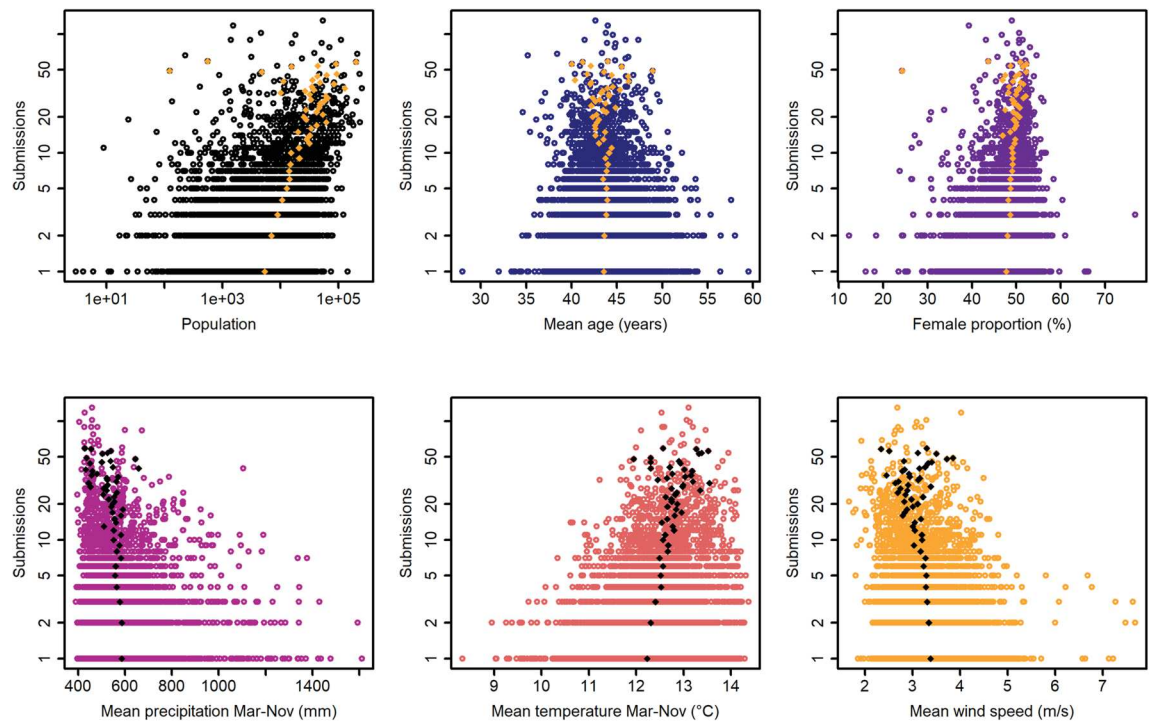 Submissions
50
20
10
5
2
1
1e+01 1e+03 1e+05
Population
Submissions
50
20
10
5
2
1
30 35 40 45 50 55 60
Mean age (years)
Submissions
50
20
10
5
2
1
10 20 30 40 50 60 70
Female proportion (%)
Submissions
50
20
10
5
2
1
400 600 800 1000 1400
Mean precipitation Mar-Nov (mm)
Submissions
50
20
10
5
2
1
9 10 11 12 13 14
Mean temperature Mar-Nov (°C)
Submissions
50
20
10
5
2
1
2 3 4 5 6 7
Mean wind speed (m/s)